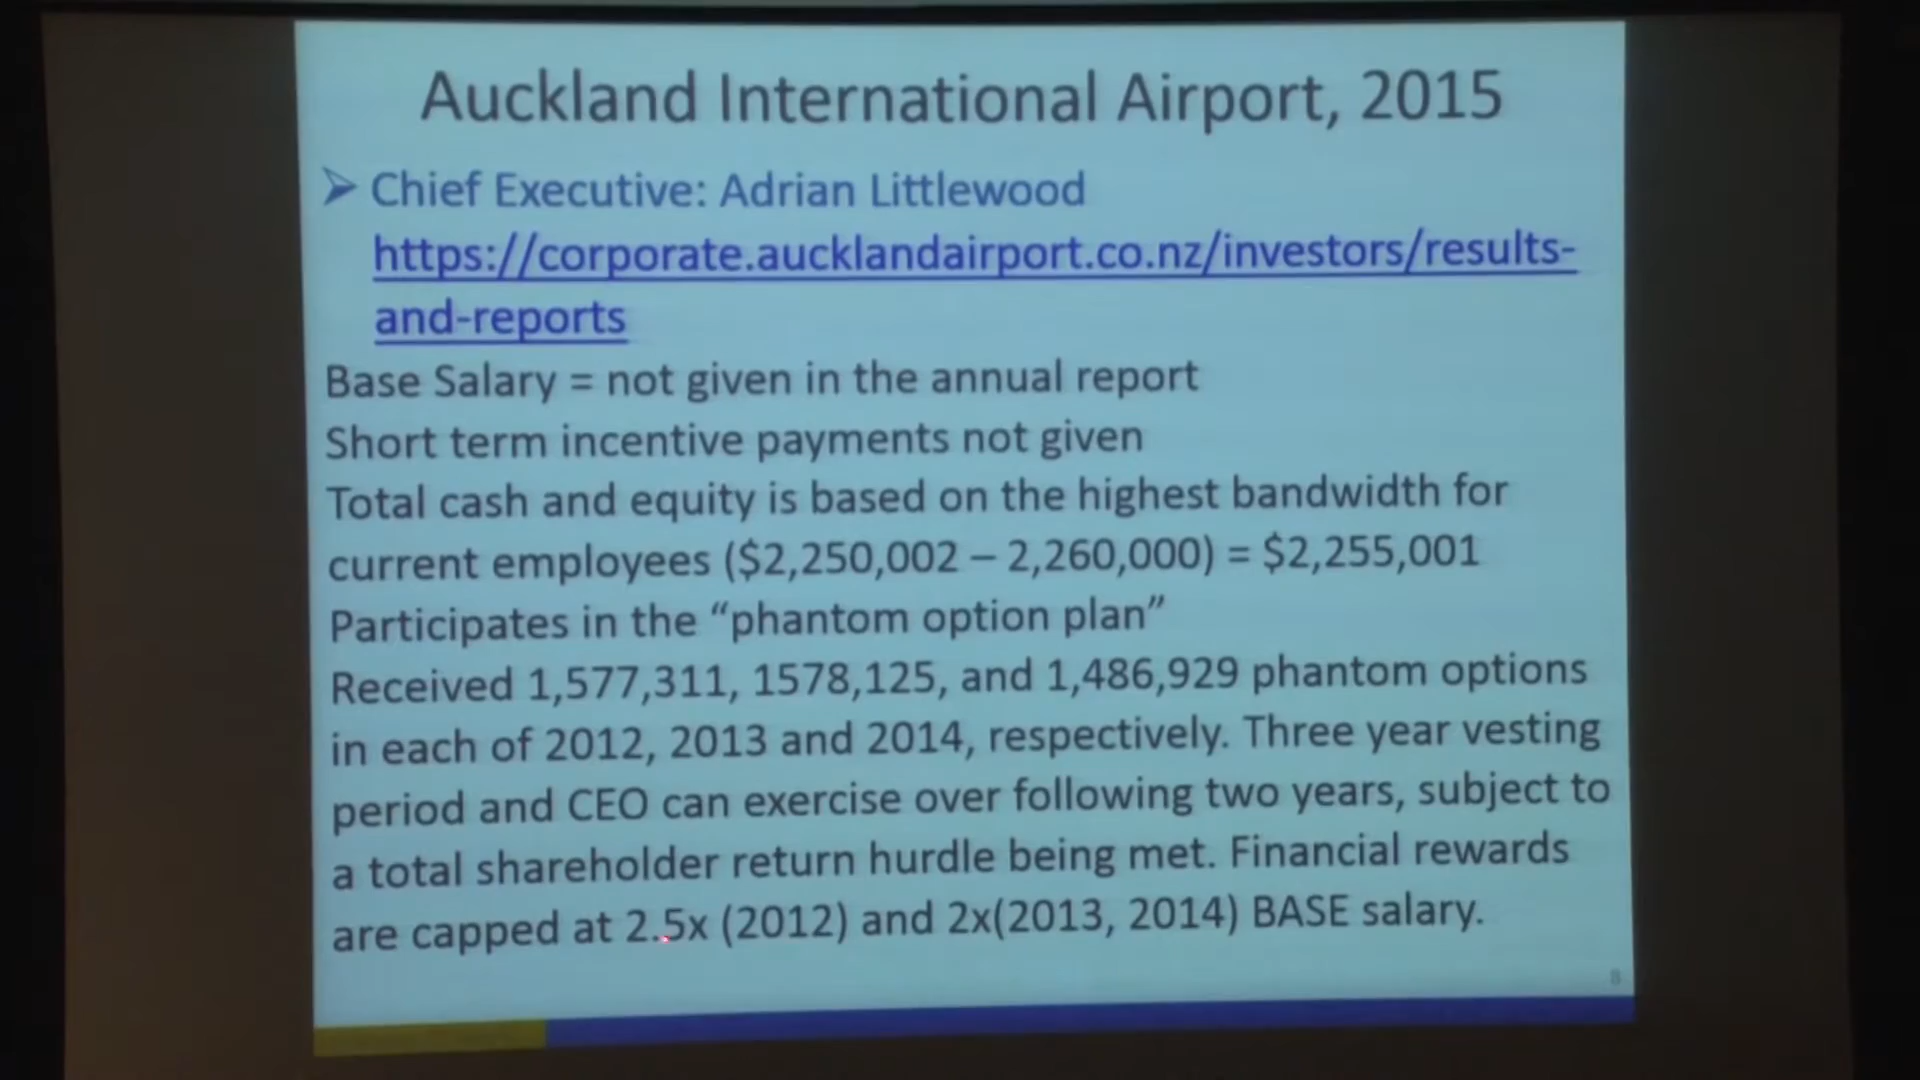 Auckland International Airport, 2015
➢ Chief Executive: Adrian Littlewood
https://corporate.aucklandairport.co.nz/investors/results-
and-reports
Base Salary = not given in the annual report
Short term incentive payments not given
Total cash and equity is based on the highest bandwidth for
current employees ($2,250,002 – 2,260,000) = $2,255,001
Participates in the “phantom option plan”
Received 1,577,311, 1578,125, and 1,486,929 phantom options
in each of 2012, 2013 and 2014, respectively. Three year vesting
period and CEO can exercise over following two years, subject to
a total shareholder return hurdle being met. Financial rewards
are capped at 2.5x (2012) and 2x(2013, 2014) BASE salary.
8